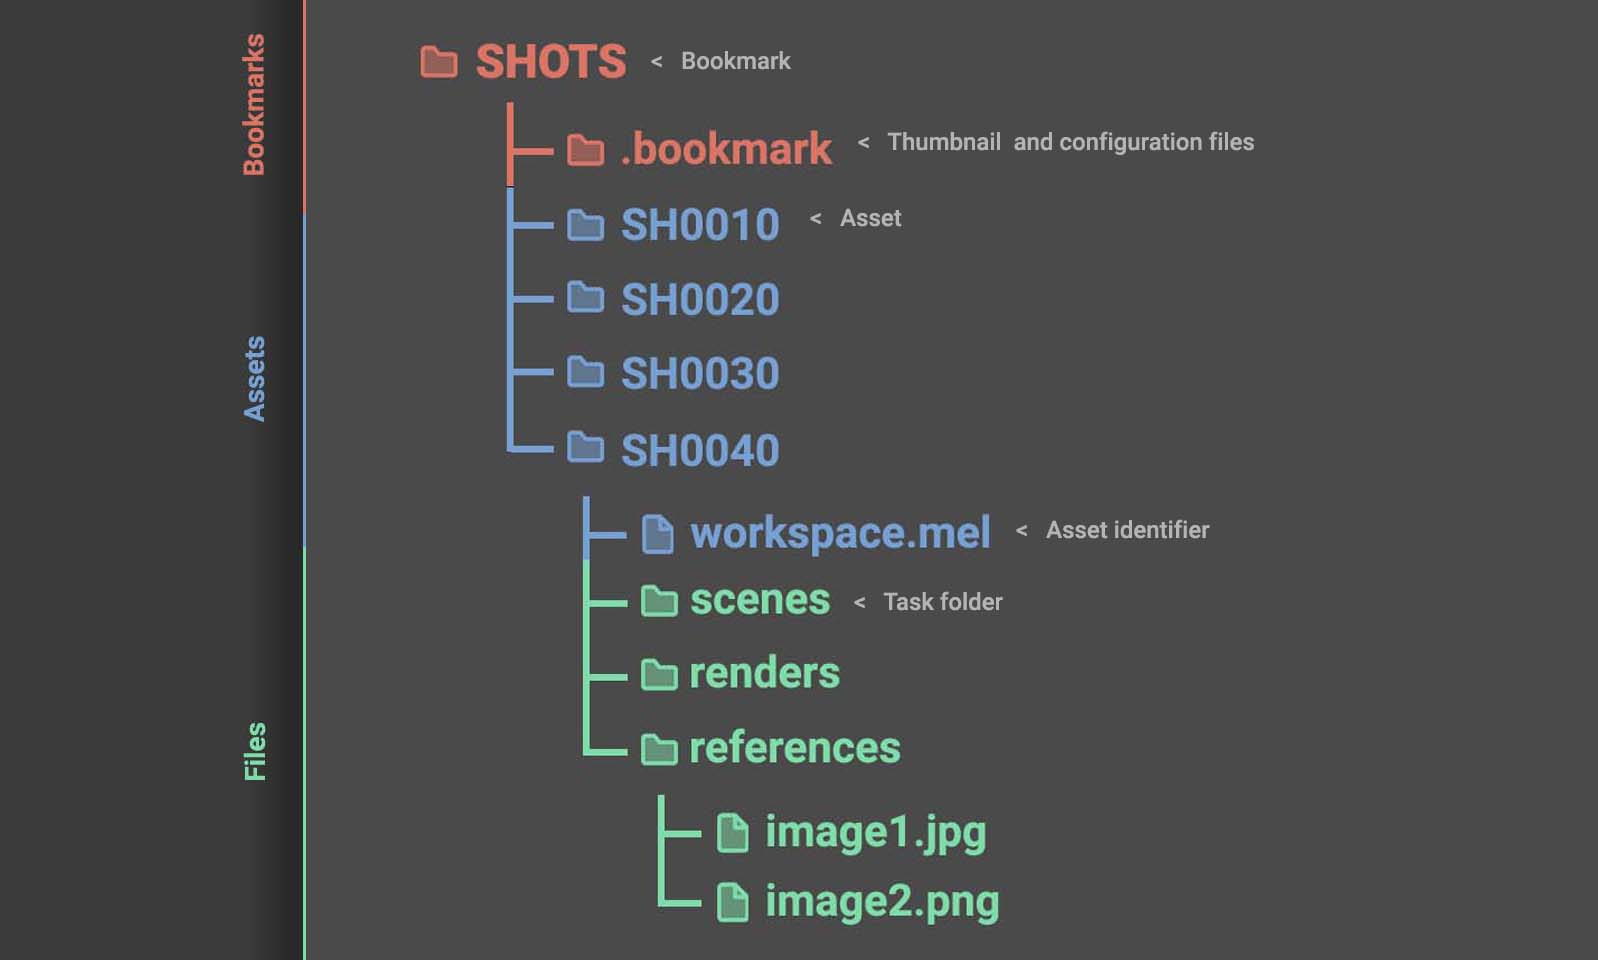 Bookmarks
SHOTS < Bookmark
.bookmark < Thumbnail and configuration files
SH0010 < Asset
SH0020
Assets
SH0030
SH0040
workspace.mel < Asset identifier
scenes < Task folder
renders
Files
references
image1.jpg
image2.png